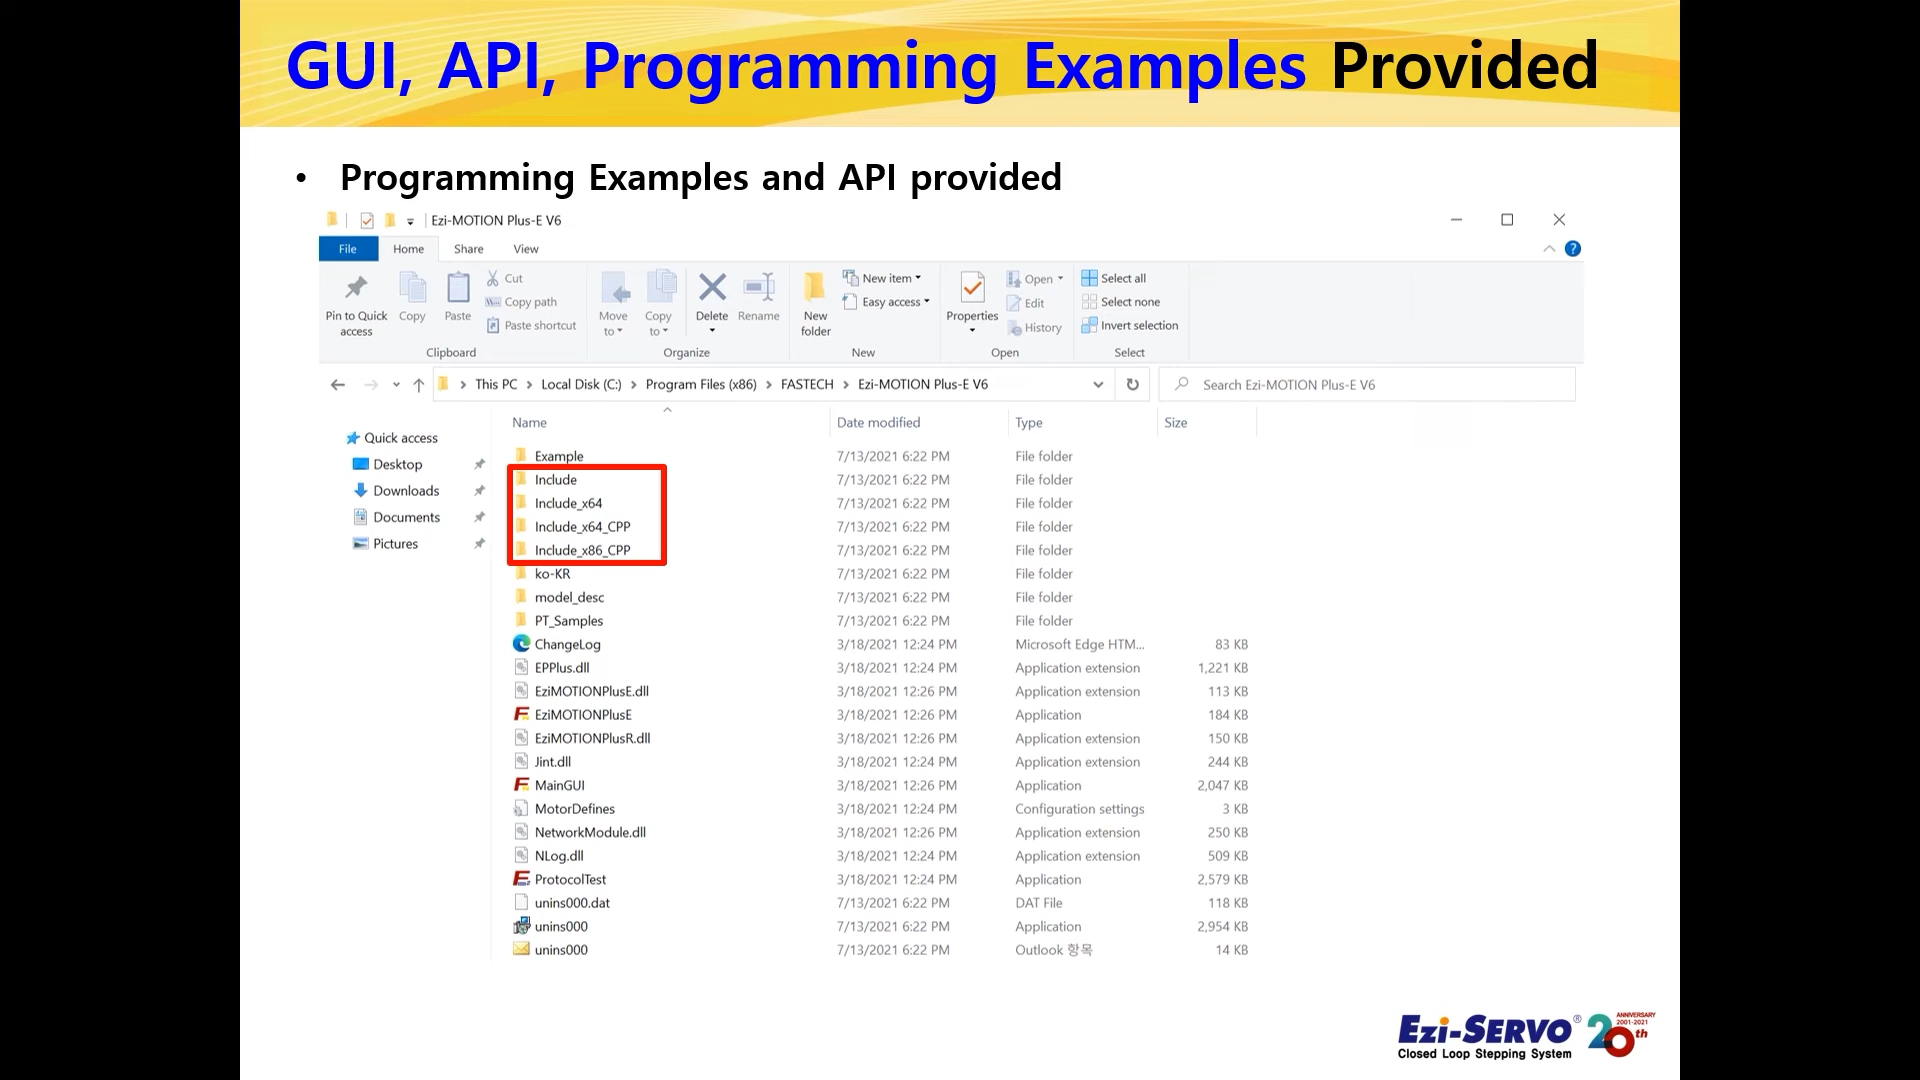 GUI, API, Programming Examples Provided
• Programming Examples and API provided
Ezi-MOTION Plus-E V6
File Home Share View
Pin to Quick access
Copy
Paste
Cut
Copy path
Paste shortcut
Clipboard
Move to
Copy to
Delete
Rename
Organize
New folder
New item
Easy access
New
Properties
Open
Edit
History
Open
Select all
Select none
Invert selection
Select
This PC > Local Disk (C:) > Program Files (x86) > FASTECH > Ezi-MOTION Plus-E V6
Search Ezi-MOTION Plus-E V6
Quick access
Desktop
Downloads
Documents
Pictures
Name Date modified Type Size
Example 7/13/2021 6:22 PM File folder
Include 7/13/2021 6:22 PM File folder
Include_x64 7/13/2021 6:22 PM File folder
Include_x64_CPP 7/13/2021 6:22 PM File folder
Include_x86_CPP 7/13/2021 6:22 PM File folder
ko-KR 7/13/2021 6:22 PM File folder
model_desc 7/13/2021 6:22 PM File folder
PT_Samples 7/13/2021 6:22 PM File folder
ChangeLog 3/18/2021 12:24 PM Microsoft Edge HTM... 83 KB
EPPlus.dll 3/18/2021 12:24 PM Application extension 1,221 KB
EziMOTIONPlusE.dll 3/18/2021 12:26 PM Application extension 113 KB
EziMOTIONPlusE 3/18/2021 12:26 PM Application 184 KB
EziMOTIONPlusR.dll 3/18/2021 12:26 PM Application extension 150 KB
Jint.dll 3/18/2021 12:24 PM Application extension 244 KB
MainGUI 3/18/2021 12:26 PM Application 2,047 KB
MotorDefines 3/18/2021 12:24 PM Configuration settings 3 KB
NetworkModule.dll 3/18/2021 12:26 PM Application extension 250 KB
NLog.dll 3/18/2021 12:24 PM Application extension 509 KB
ProtocolTest 3/18/2021 12:24 PM Application 2,579 KB
unins000.dat 7/13/2021 6:22 PM DAT File 118 KB
unins000 7/13/2021 6:22 PM Application 2,954 KB
unins000 7/13/2021 6:22 PM Outlook 항목 14 KB
Ezi-SERVO®
Closed Loop Stepping System
20th
ANNIVERSARY
2001-2021